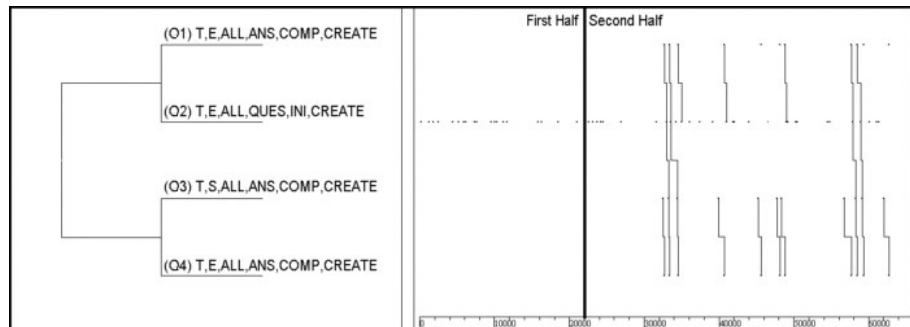 First Half Second Half
(O1) T,E,ALL,ANS,COMP,CREATE
(O2) T,E,ALL,QUES,INI,CREATE
(O3) T,S,ALL,ANS,COMP,CREATE
(O4) T,E,ALL,ANS,COMP,CREATE
0 10000 20000 30000 40000 50000 60000